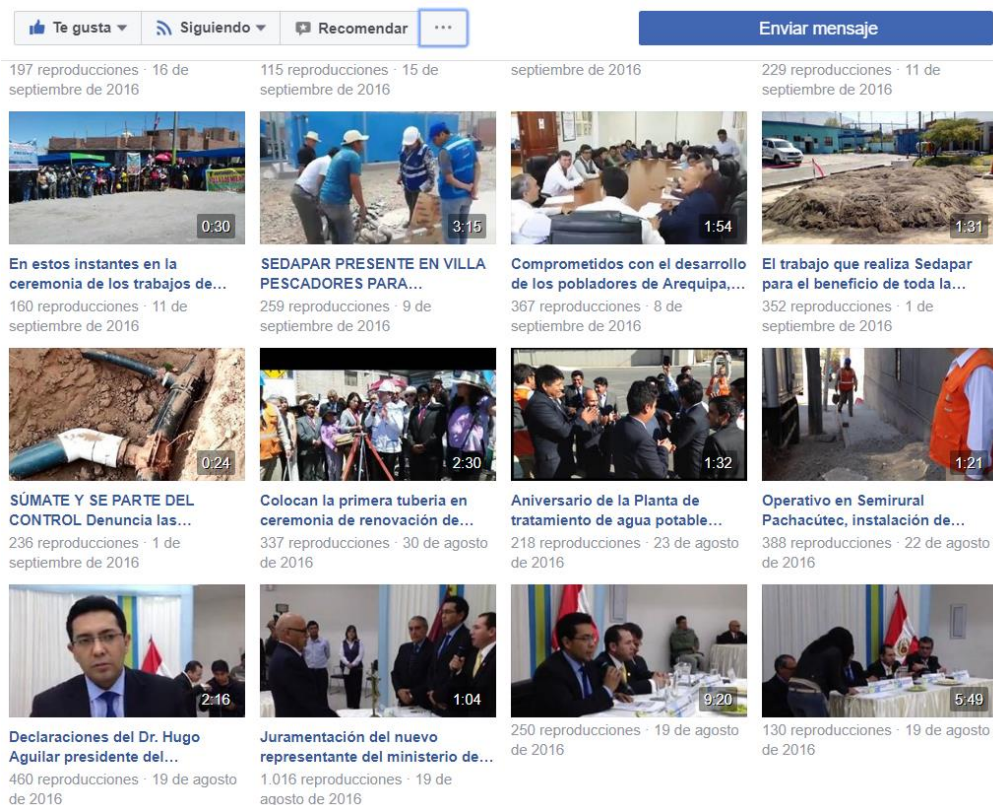 Te gusta
Siguiendo
Recomendar
...
Enviar mensaje
197 reproducciones · 16 de
septiembre de 2016
115 reproducciones · 15 de
septiembre de 2016
septiembre de 2016
229 reproducciones · 11 de
septiembre de 2016
0:30
En estos instantes en la
ceremonia de los trabajos de...
160 reproducciones · 11 de
septiembre de 2016
3:15
SEDAPAR PRESENTE EN VILLA
PESCADORES PARA...
259 reproducciones · 9 de
septiembre de 2016
1:54
Comprometidos con el desarrollo
de los pobladores de Arequipa,...
367 reproducciones · 8 de
septiembre de 2016
1:31
El trabajo que realiza Sedapar
para el beneficio de toda la...
352 reproducciones · 1 de
septiembre de 2016
0:24
SÚMATE Y SE PARTE DEL
CONTROL Denuncia las...
236 reproducciones · 1 de
septiembre de 2016
2:30
Colocan la primera tuberia en
ceremonia de renovación de...
337 reproducciones · 30 de agosto
de 2016
1:32
Aniversario de la Planta de
tratamiento de agua potable...
218 reproducciones · 23 de agosto
de 2016
1:21
Operativo en Semirural
Pachacútec, instalación de...
388 reproducciones · 22 de agosto
de 2016
2:16
Declaraciones del Dr. Hugo
Aguilar presidente del...
460 reproducciones · 19 de agosto
de 2016
1:04
Juramentación del nuevo
representante del ministerio de...
1.016 reproducciones · 19 de
agosto de 2016
9:20
250 reproducciones · 19 de agosto
de 2016
5:49
130 reproducciones · 19 de agosto
de 2016